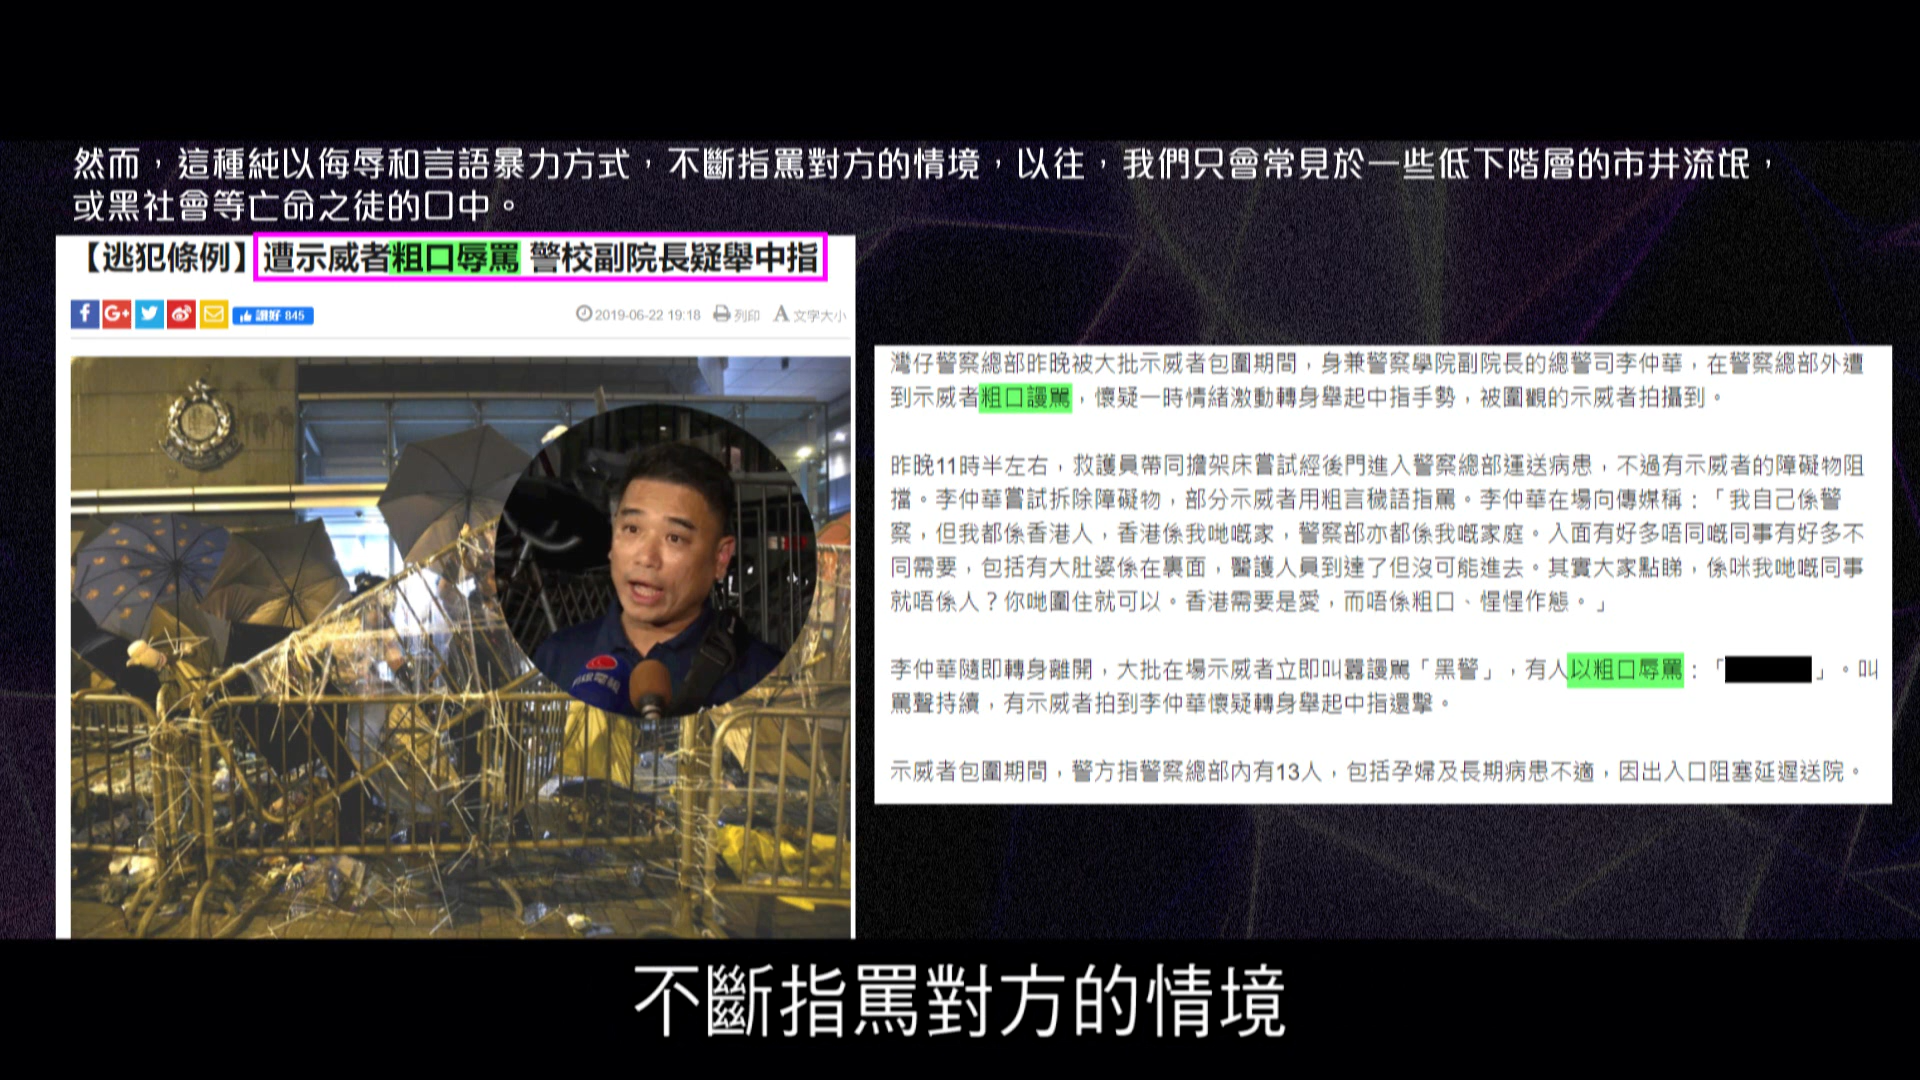 然而，這種純以侮辱和言語暴力方式，不斷指罵對方的情境，以往，我們只會常見於一些低下階層的市井流氓，
或黑社會等亡命之徒的口中。
【逃犯條例】遭示威者粗口辱罵 警校副院長疑舉中指
讚好 845
2019-06-22 19:18 列印 A 文字大小
灣仔警察總部昨晚被大批示威者包圍期間，身兼警察學院副院長的總警司李仲華，在警察總部外遭
到示威者粗口謾罵，懷疑一時情緒激動轉身舉起中指手勢，被圍觀的示威者拍攝到。
昨晚11時半左右，救護員帶同擔架床嘗試經後門進入警察總部運送病患，不過有示威者的障礙物阻
擋。李仲華嘗試拆除障礙物，部分示威者用粗言穢語指罵。李仲華在場向傳媒稱：「我自己係警
察，但我都係香港人，香港係我哋嘅家，警察部亦都係我嘅家庭。入面有好多唔同嘅同事有好多不
同需要，包括有大肚婆係在裏面，醫護人員到達了但沒可能進去。其實大家點睇，係咪我哋嘅同事
就唔係人？你哋圍住就可以。香港需要是愛，而唔係粗口、惺惺作態。」
李仲華隨即轉身離開，大批在場示威者立即叫囂謾罵「黑警」，有人以粗口辱罵：「　　」。叫
罵聲持續，有示威者拍到李仲華懷疑轉身舉起中指還擊。
示威者包圍期間，警方指警察總部內有13人，包括孕婦及長期病患不適，因出入口阻塞延遲送院。
不斷指罵對方的情境